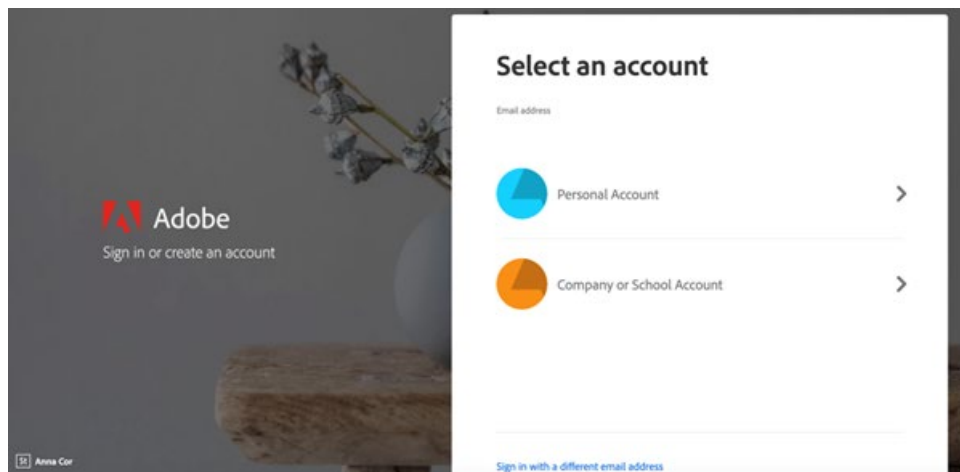 Adobe
Sign in or create an account
St Anna Cor
Select an account
Email address
Personal Account
Company or School Account
Sign in with a different email address